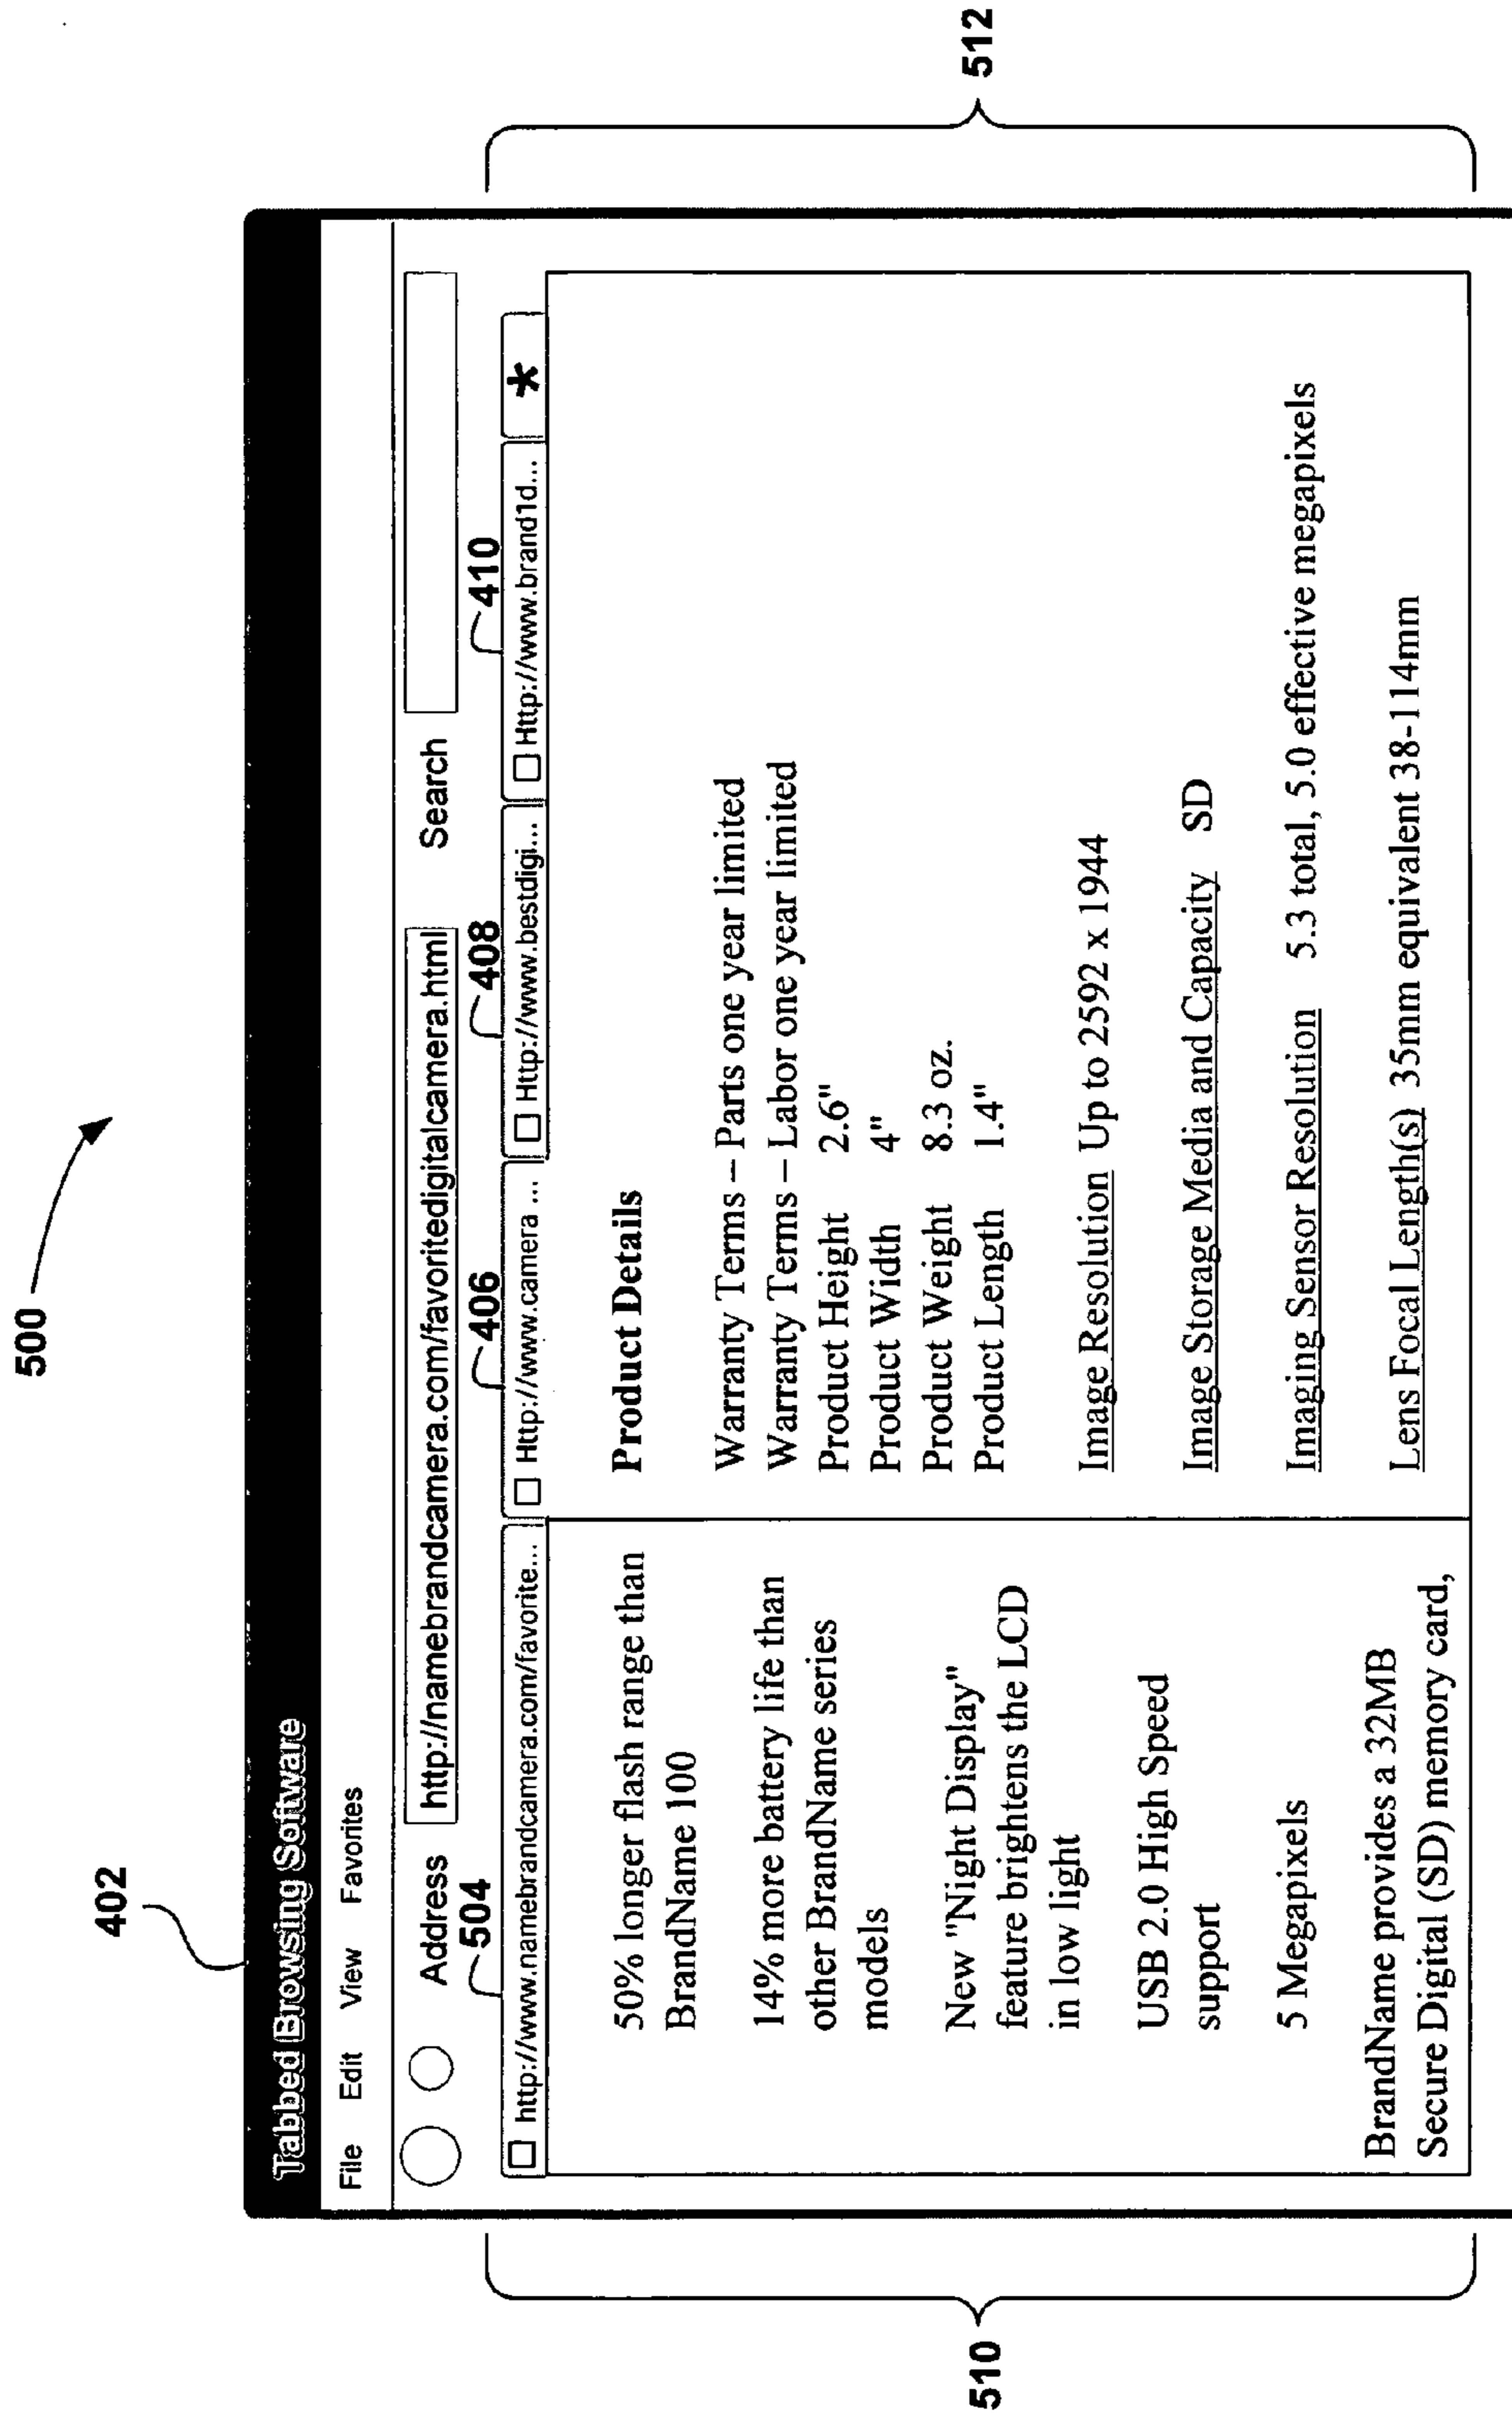 500
402
Tabbed Browsing Software
File Edit View Favorites
Address http://namebrandcamera.com/favoritedigitalcamera.html Search
504 406 408 410
http://www.namebrandcamera.com/favorite... Http://www.camera ... Http://www.bestdigi... Http://www.brand1d... *
50% longer flash range than
BrandName 100
14% more battery life than
other BrandName series
models
New "Night Display"
feature brightens the LCD
in low light
USB 2.0 High Speed
support
5 Megapixels
BrandName provides a 32MB
Secure Digital (SD) memory card,
Product Details
Warranty Terms – Parts one year limited
Warranty Terms – Labor one year limited
Product Height 2.6"
Product Width 4"
Product Weight 8.3 oz.
Product Length 1.4"
Image Resolution Up to 2592 x 1944
Image Storage Media and Capacity SD
Imaging Sensor Resolution 5.3 total, 5.0 effective megapixels
Lens Focal Length(s) 35mm equivalent 38-114mm
510
512